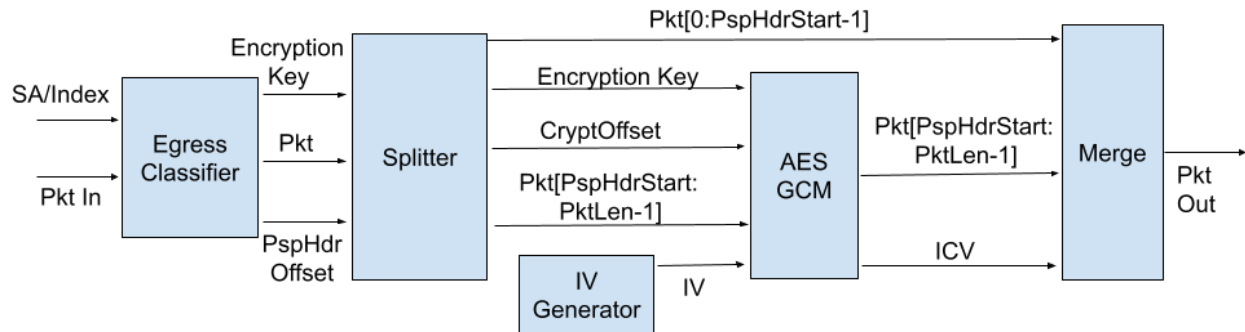 SA/Index
Pkt In
Egress
Classifier
Encryption
Key
Pkt
PspHdr
Offset
Splitter
Pkt[0:PspHdrStart-1]
Encryption Key
CryptOffset
Pkt[PspHdrStart:
PktLen-1]
IV
Generator
IV
AES
GCM
Pkt[PspHdrStart:
PktLen-1]
ICV
Merge
Pkt
Out